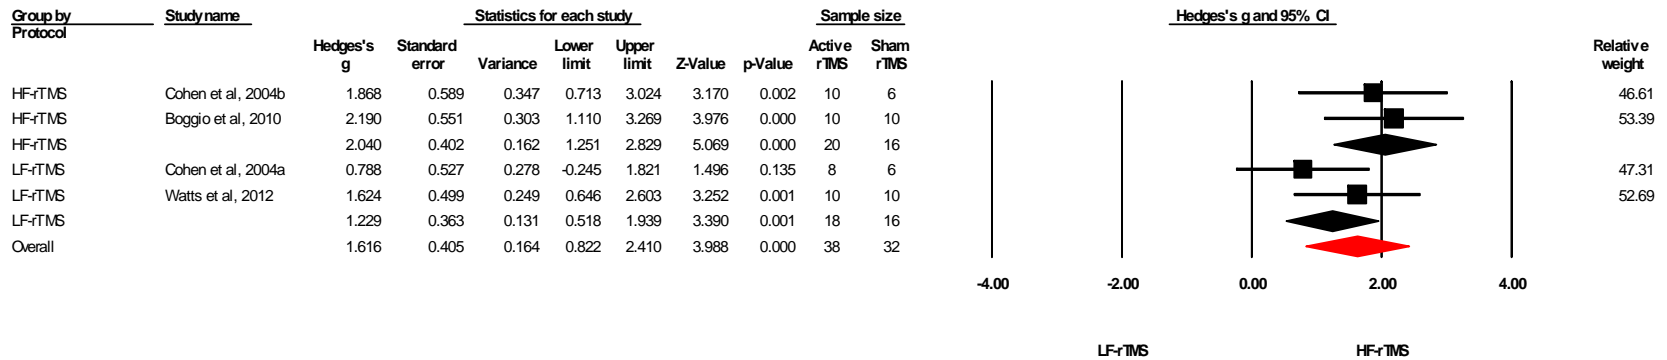 Group by Study name Statistics for each study Sample size Hedges's g and 95% CI
Protocol
Hedges's Standard Lower Upper Active Sham Relative
g error Variance limit limit Z-Value p-Value rTMS rTMS weight
HF-rTMS Cohen et al, 2004b 1.868 0.589 0.347 0.713 3.024 3.170 0.002 10 6 46.61
HF-rTMS Boggio et al, 2010 2.190 0.551 0.303 1.110 3.269 3.976 0.000 10 10 53.39
HF-rTMS 2.040 0.402 0.162 1.251 2.829 5.069 0.000 20 16
LF-rTMS Cohen et al, 2004a 0.788 0.527 0.278 -0.245 1.821 1.496 0.135 8 6 47.31
LF-rTMS Watts et al, 2012 1.624 0.499 0.249 0.646 2.603 3.252 0.001 10 10 52.69
LF-rTMS 1.229 0.363 0.131 0.518 1.939 3.390 0.001 18 16
Overall 1.616 0.405 0.164 0.822 2.410 3.988 0.000 38 32
-4.00 -2.00 0.00 2.00 4.00
LF-rTMS HF-rTMS